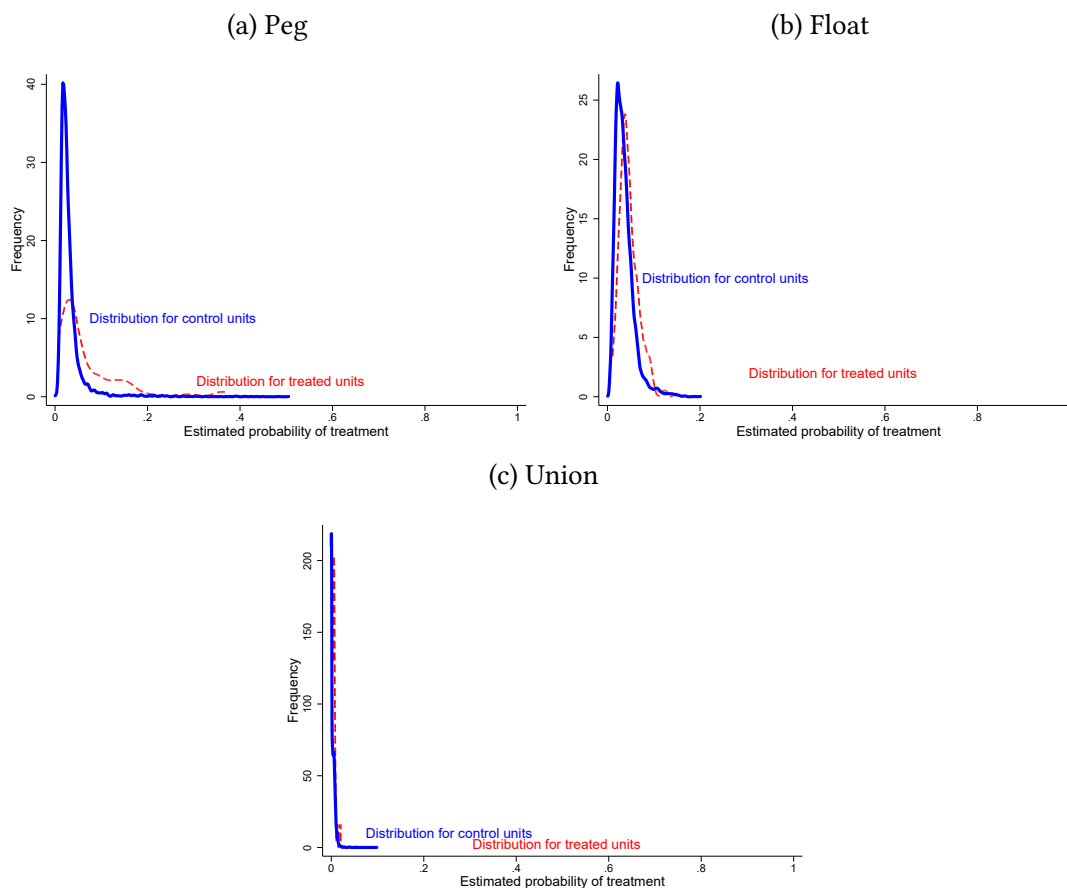 (a) Peg
40
30
Frequency
20
10
0
Distribution for control units
Distribution for treated units
0 .2 .4 .6 .8 1
Estimated probability of treatment
(b) Float
25
20
Frequency
15
10
5
0
Distribution for control units
Distribution for treated units
0 .2 .4 .6 .8
Estimated probability of treatment
(c) Union
200
150
Frequency
100
50
0
Distribution for control units
Distribution for treated units
0 .2 .4 .6 .8 1
Estimated probability of treatment